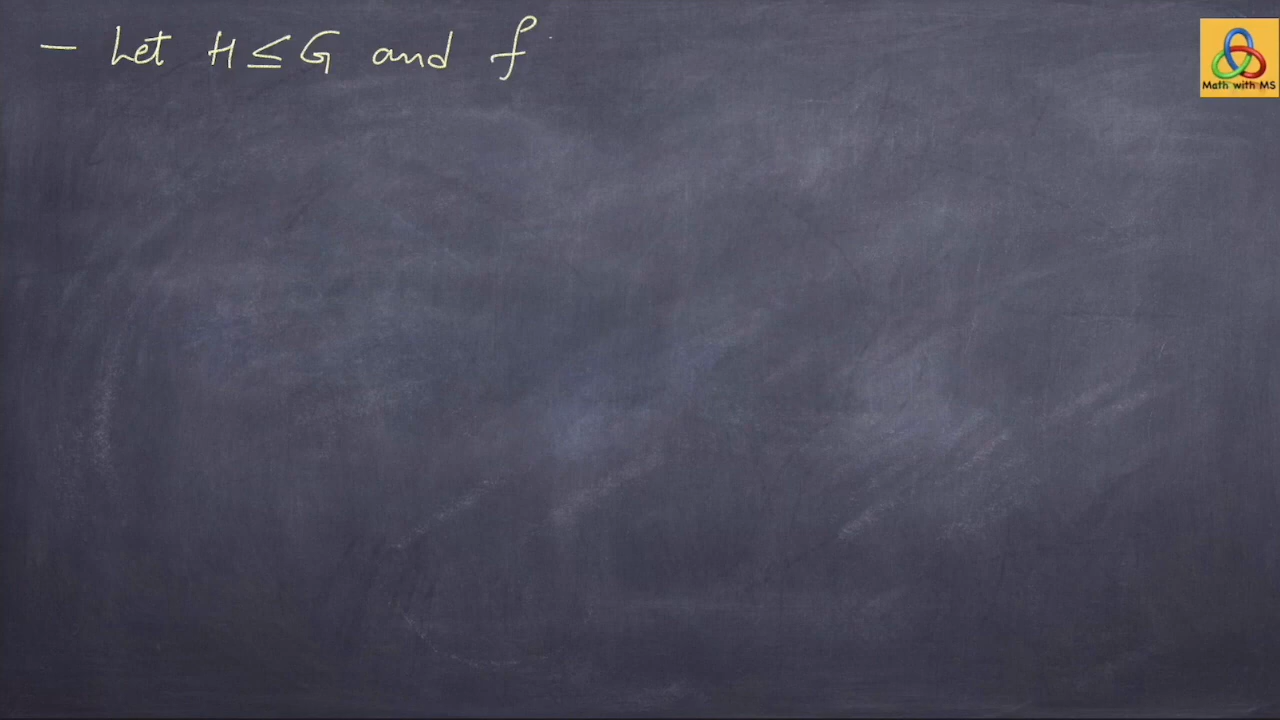 - Let H ≤ G and f
Math with MS